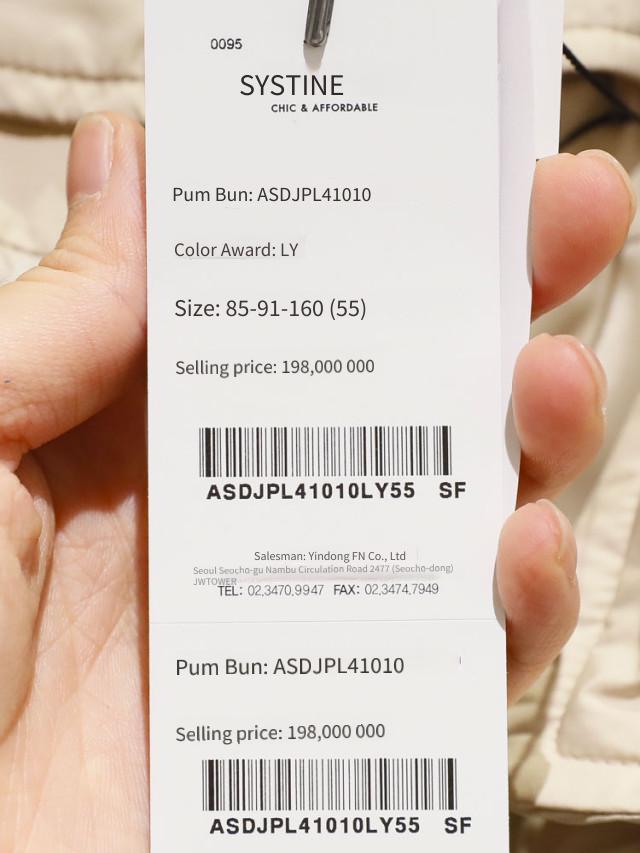 0095
SYSTINE
CHIC & AFFORDABLE
Pum Bun: ASDJPL41010
Color Award: LY
Size: 85-91-160 (55)
Selling price: 198,000 000
ASDJPL41010LY55 SF
Salesman: Yindong FN Co., Ltd
Seoul Seocho-gu Nambu Circulation Road 2477 (Seocho-dong)
JWTOWER
TEL: 02.3470.9947 FAX: 02.3474.7949
Pum Bun: ASDJPL41010
Selling price: 198,000 000
ASDJPL41010LY55 SF